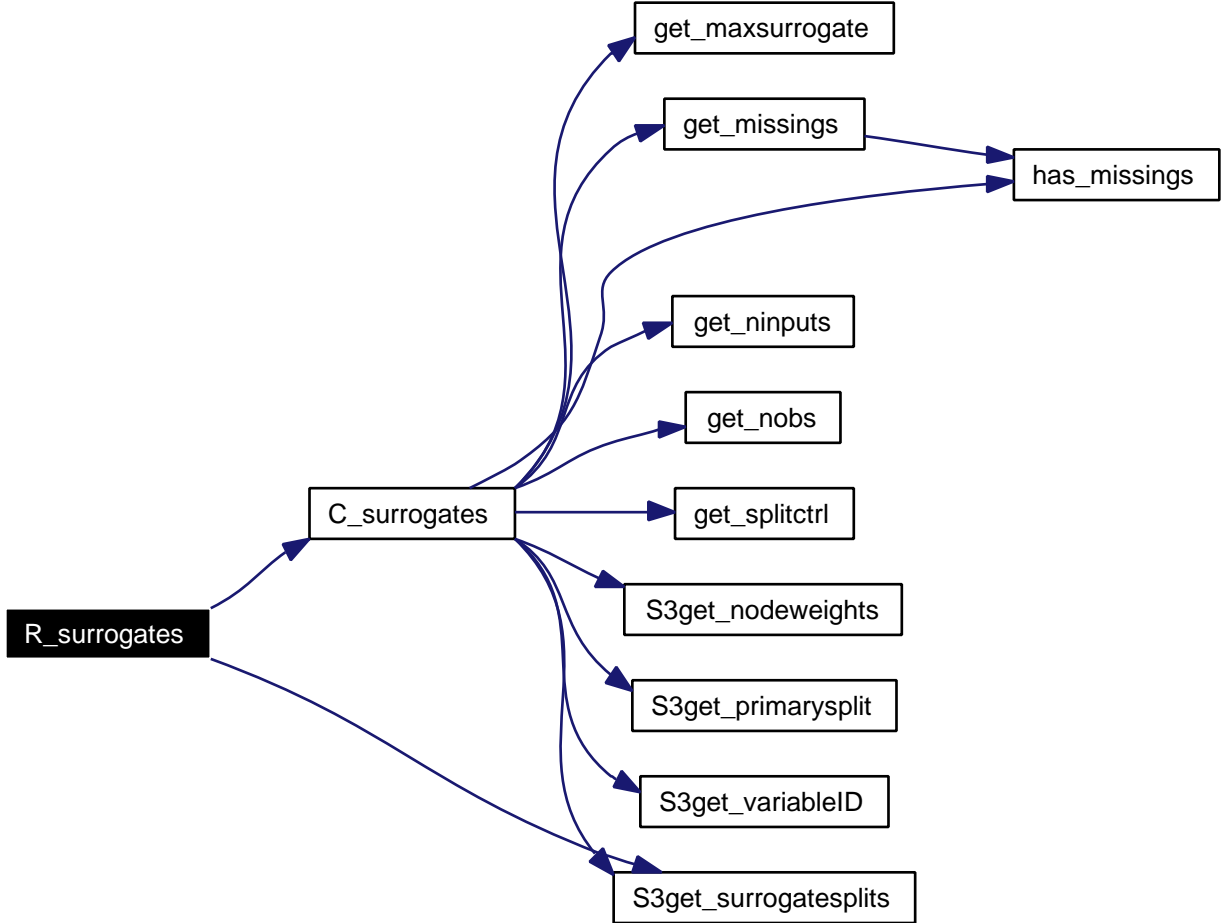 get_maxsurrogate
get_missings
has_missings
get_ninputs
get_nobs
C_surrogates
get_splitctrl
S3get_nodeweights
R_surrogates
S3get_primarysplit
S3get_variableID
S3get_surrogatesplits